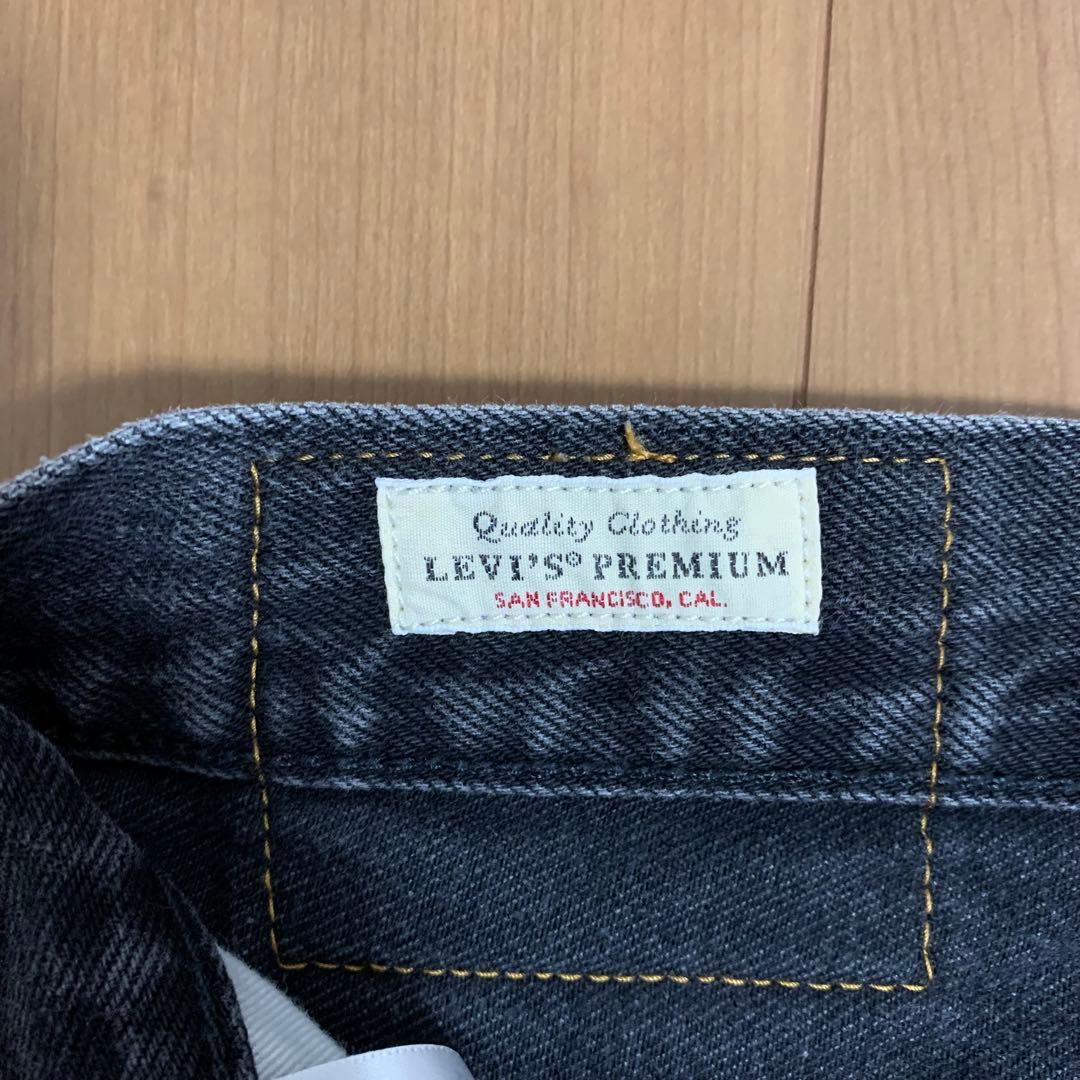 Quality Clothing
LEVI'S® PREMIUM
SAN FRANCISCO, CAL.